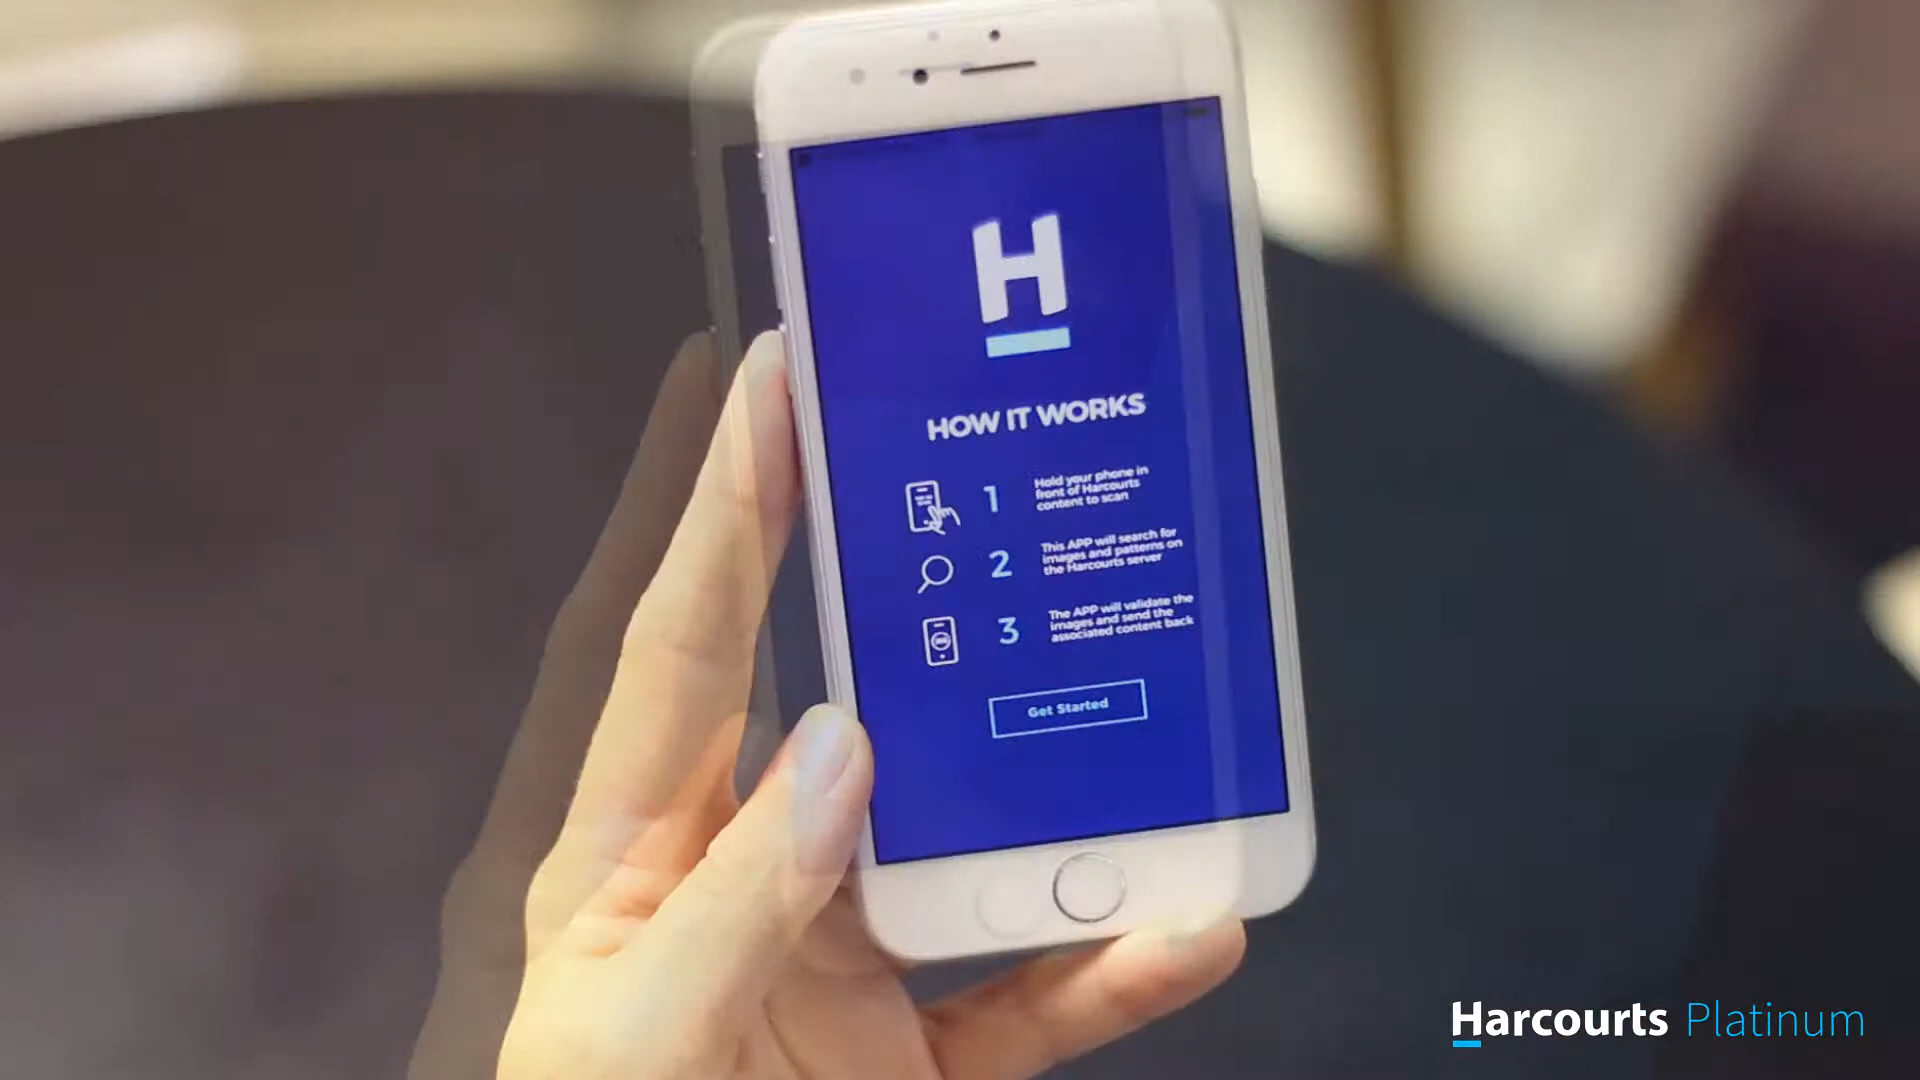 H
HOW IT WORKS
1
Hold your phone in
front of Harcourts
content to scan
2
This APP will search for
images and patterns on
the Harcourts server
3
The APP will validate the
images and send the
associated content back
Get Started
Harcourts Platinum